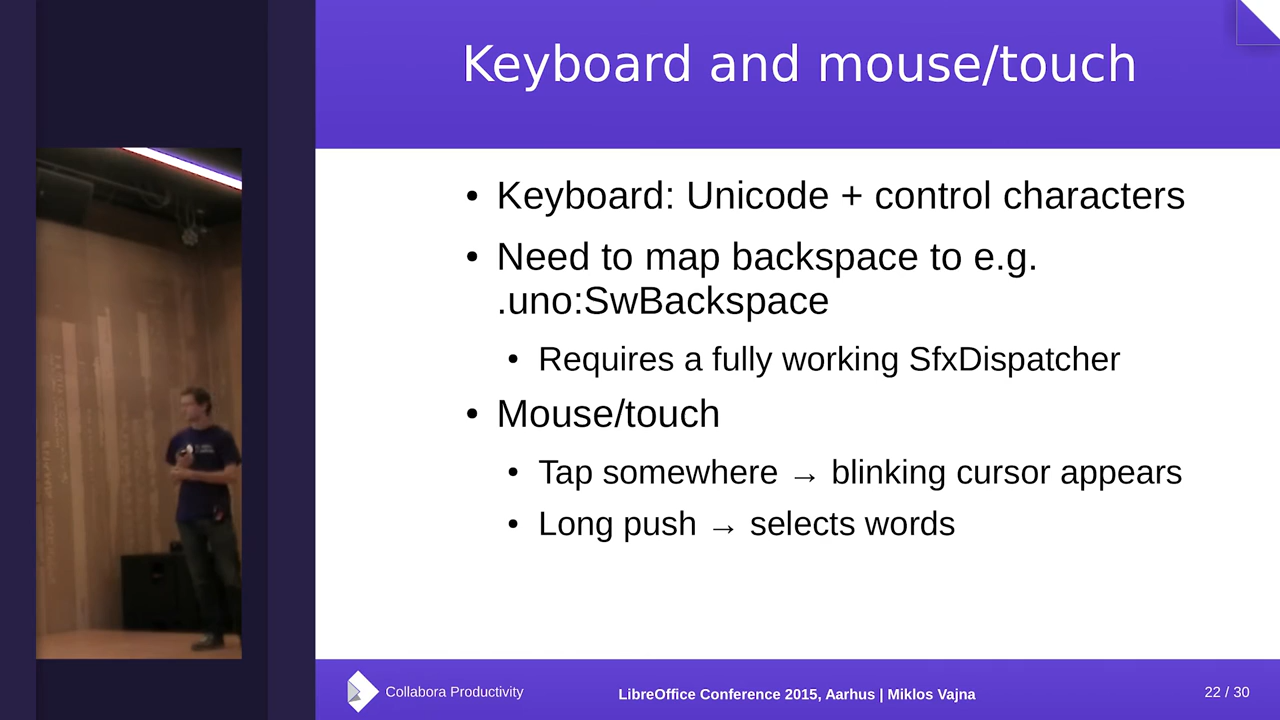 Keyboard and mouse/touch
• Keyboard: Unicode + control characters
• Need to map backspace to e.g.
.uno:SwBackspace
• Requires a fully working SfxDispatcher
• Mouse/touch
• Tap somewhere → blinking cursor appears
• Long push → selects words
Collabora Productivity
LibreOffice Conference 2015, Aarhus | Miklos Vajna
22 / 30